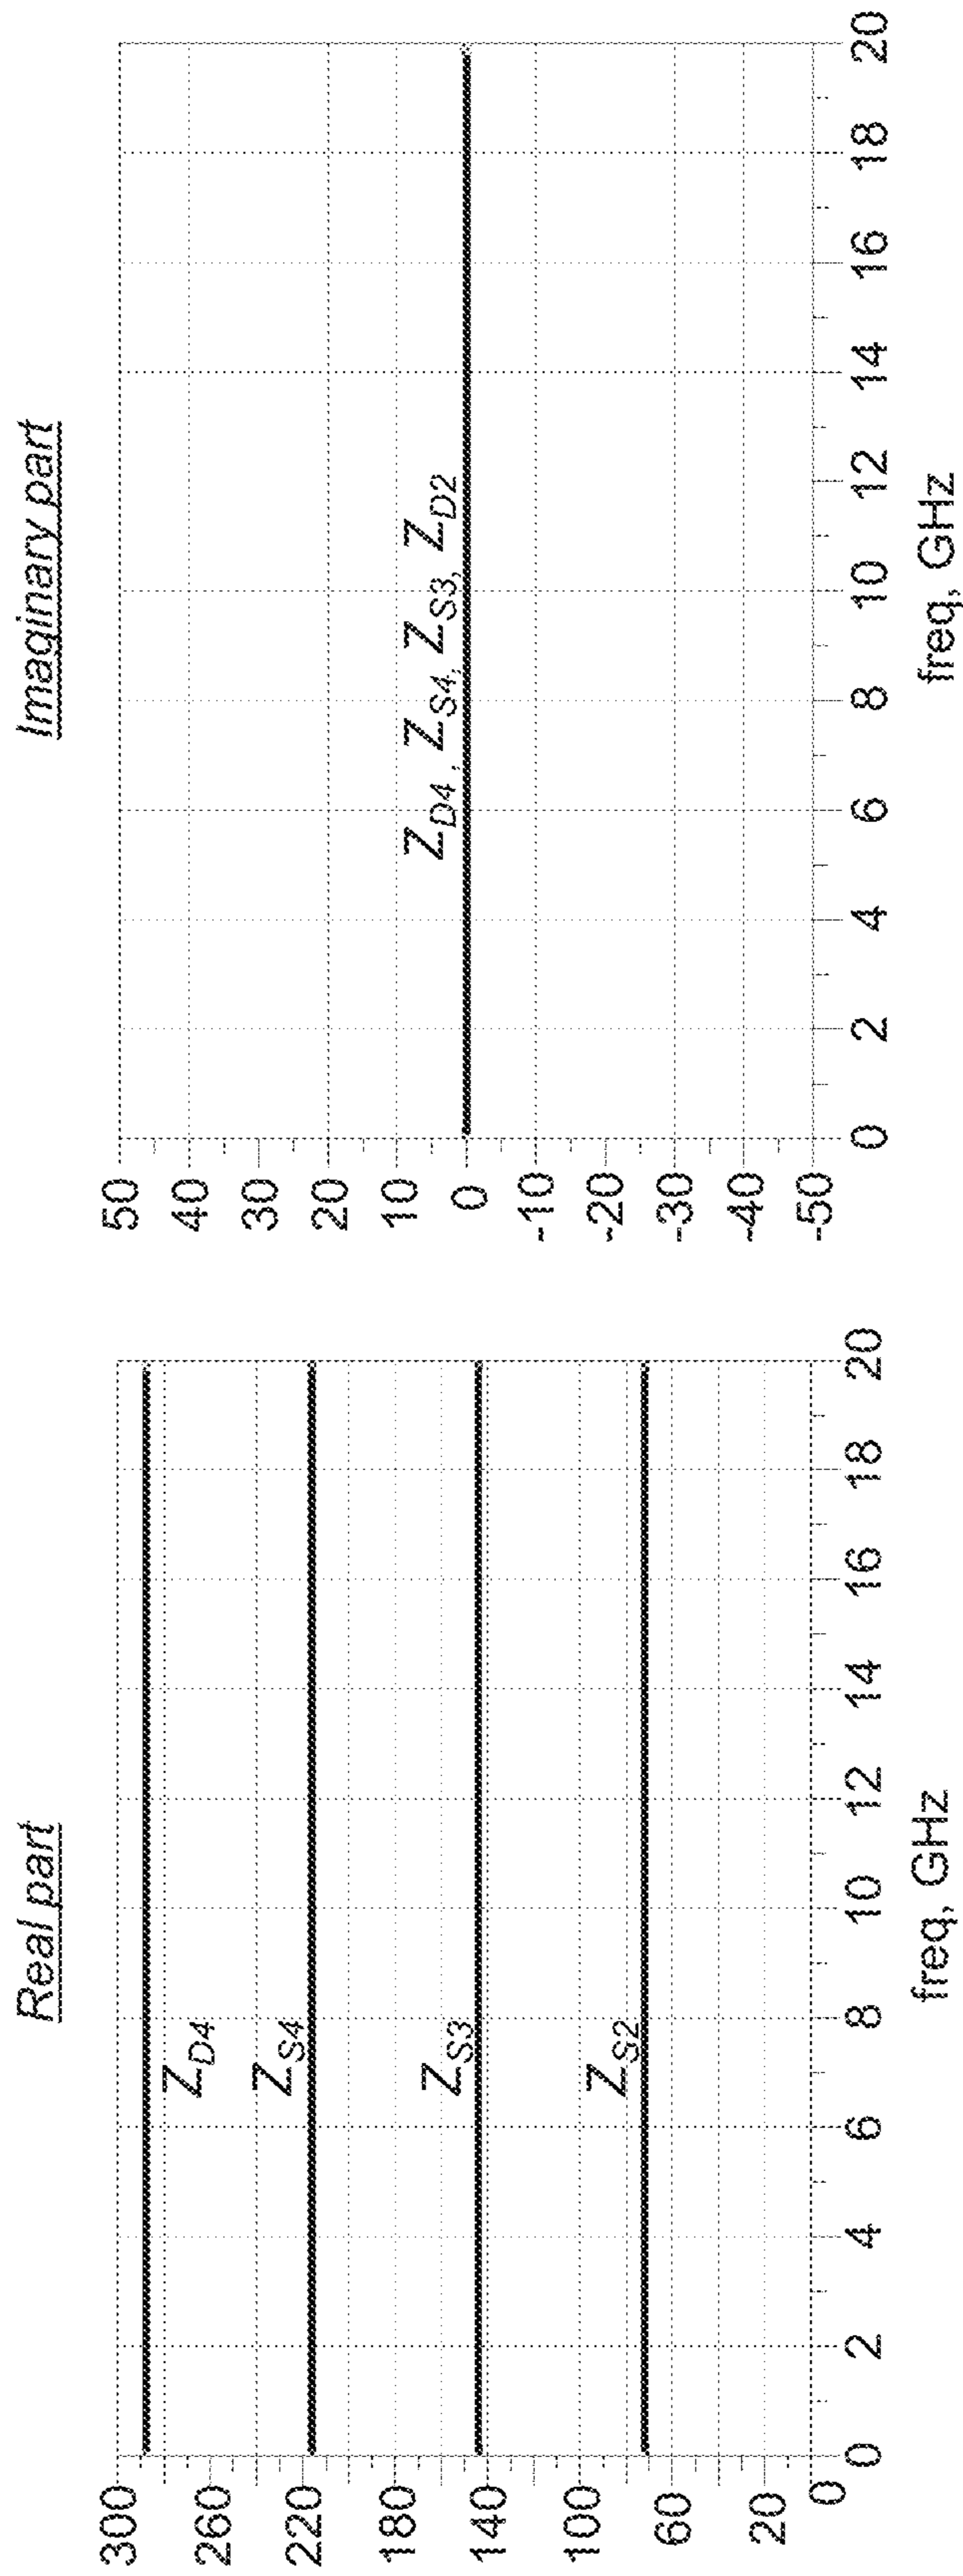 Real part
300
260
220
180
140
100
60
20
0
Z_D4
Z_S4
Z_S3
Z_S2
0 2 4 6 8 10 12 14 16 18 20
freq, GHz
Imaginary part
50
40
30
20
10
0
-10
-20
-30
-40
-50
Z_D4, Z_S4, Z_S3, Z_D2
0 2 4 6 8 10 12 14 16 18 20
freq, GHz